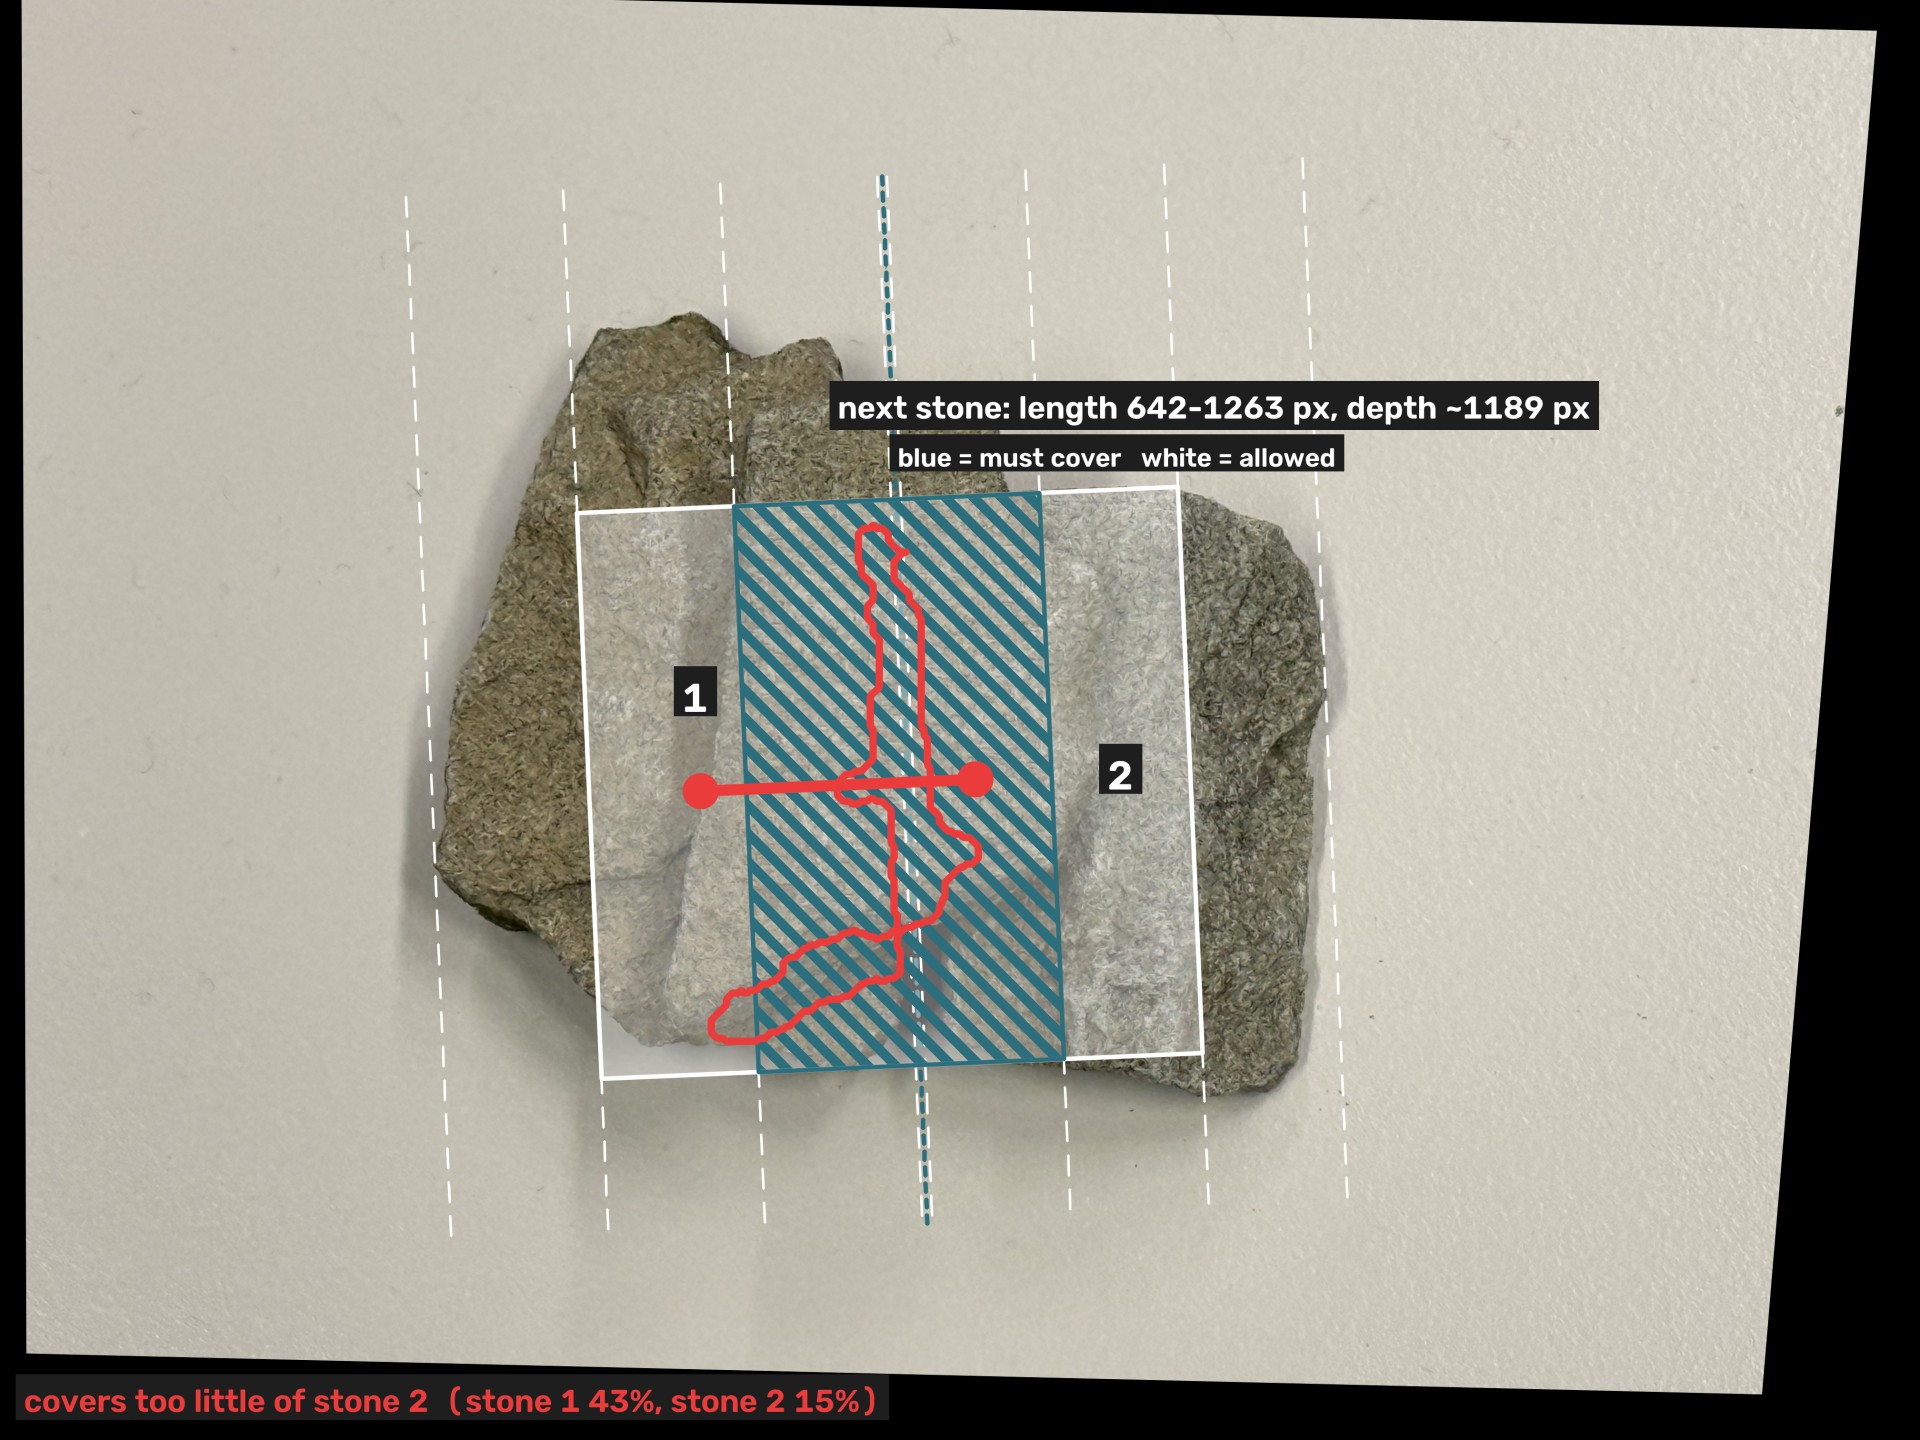 next stone: length 642-1263 px, depth ~1189 px
blue = must cover white = allowed
1
2
covers too little of stone 2 (stone 1 43%, stone 2 15%)